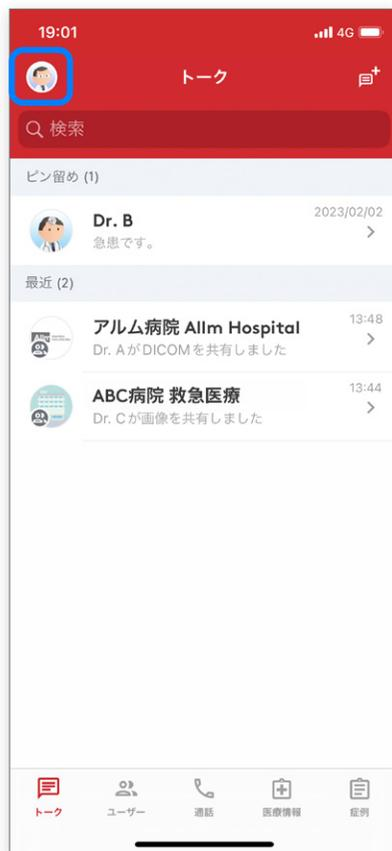 19:01 4G
トーク
検索
ピン留め (1)
Dr. B 2023/02/02
急患です。
最近 (2)
アルム病院 Allm Hospital 13:48
Dr. AがDICOMを共有しました
ABC病院 救急医療 13:44
Dr. Cが画像を共有しました
トーク ユーザー 通話 医療情報 症例